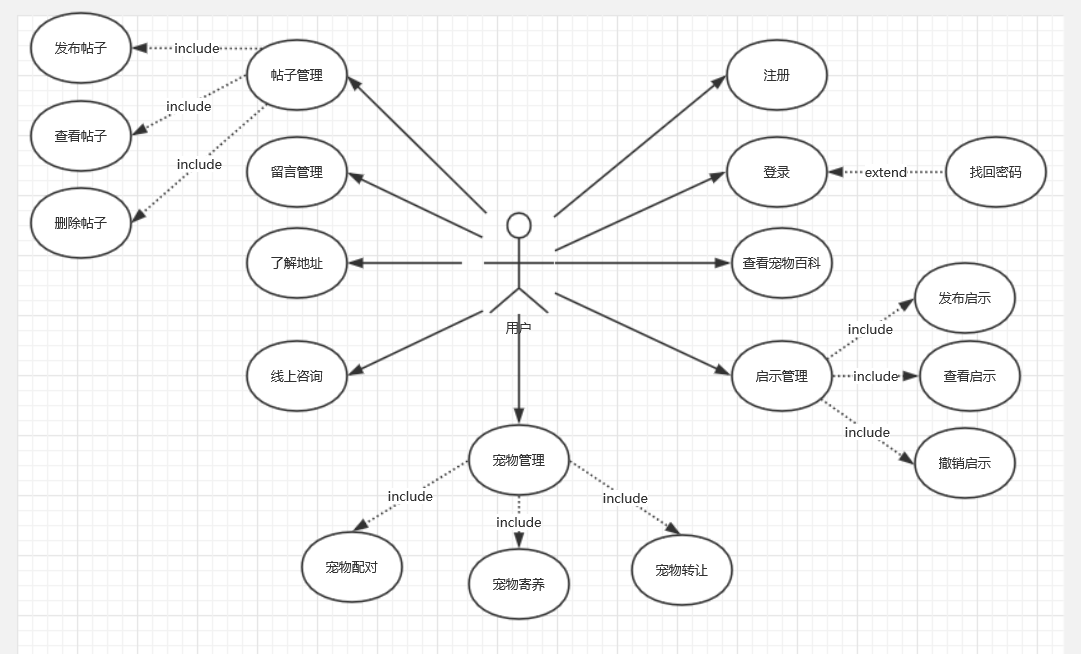 发布帖子
include
帖子管理
注册
include
查看帖子
include
留言管理
登录
extend
找回密码
删除帖子
了解地址
查看宠物百科
发布启示
用户
include
线上咨询
启示管理
include
查看启示
include
宠物管理
撤销启示
include
include
include
宠物配对
宠物寄养
宠物转让